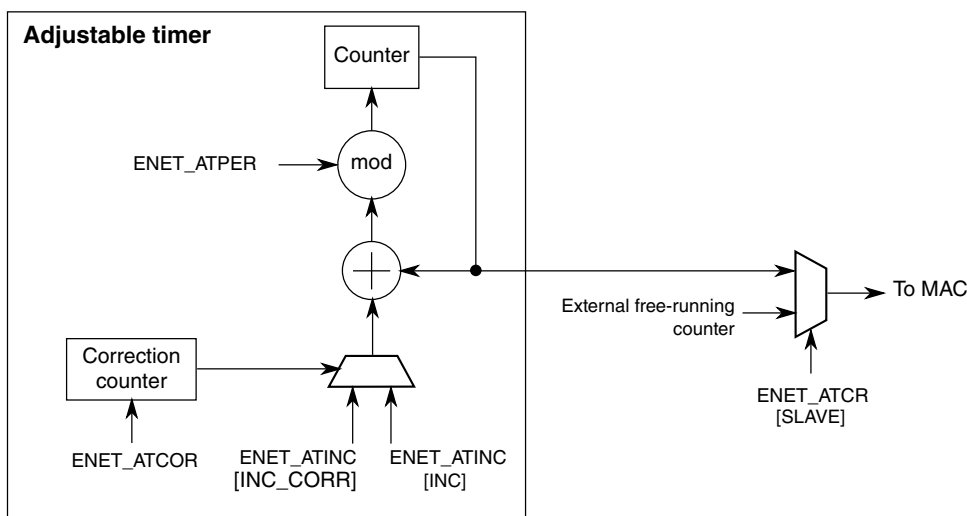 Adjustable timer
Counter
ENET_ATPER
mod
External free-running
counter
To MAC
Correction
counter
ENET_ATCOR
ENET_ATINC
[INC_CORR]
ENET_ATINC
[INC]
ENET_ATCR
[SLAVE]